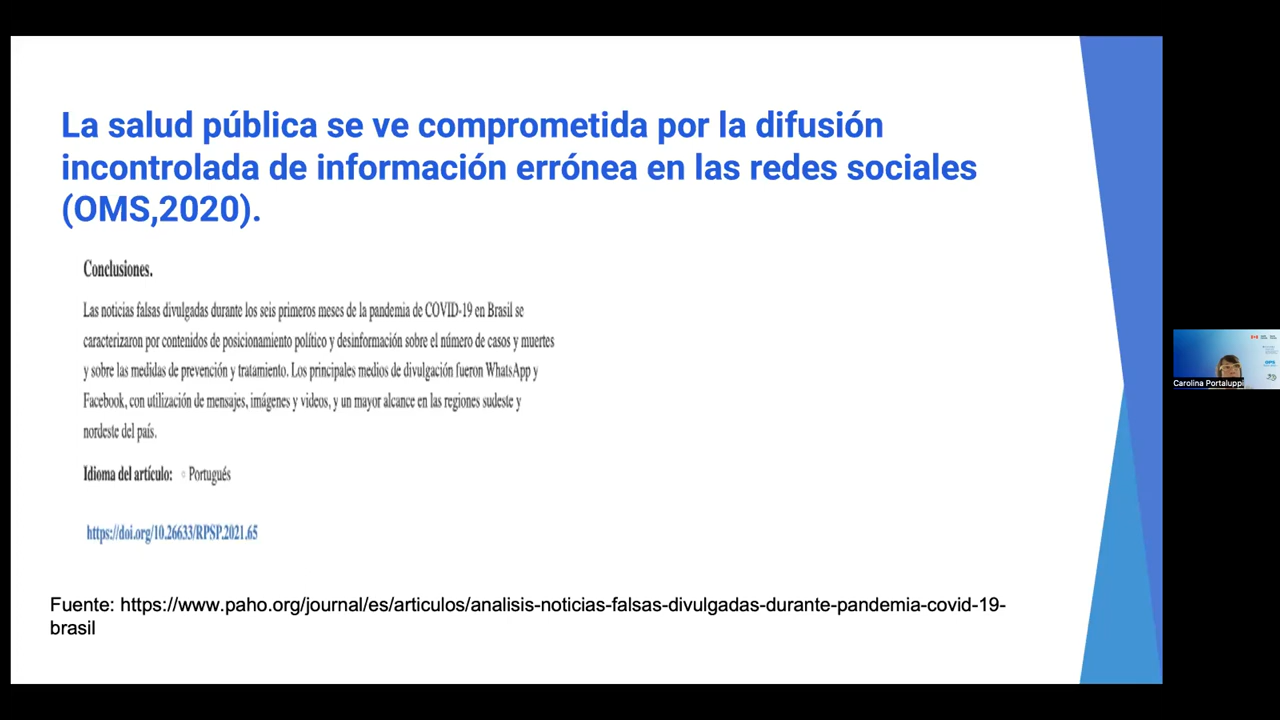 La salud pública se ve comprometida por la difusión
incontrolada de información errónea en las redes sociales
(OMS,2020).
Conclusiones.
Las noticias falsas divulgadas durante los seis primeros meses de la pandemia de COVID-19 en Brasil se
caracterizaron por contenidos de posicionamiento político y desinformación sobre el número de casos y muertes
y sobre las medidas de prevención y tratamiento. Los principales medios de divulgación fueron WhatsApp y
Facebook, con utilización de mensajes, imágenes y videos, y un mayor alcance en las regiones sudeste y
nordeste del país.
Idioma del artículo: ◦ Portugués
https://doi.org/10.26633/RPSP.2021.65
Fuente: https://www.paho.org/journal/es/articulos/analisis-noticias-falsas-divulgadas-durante-pandemia-covid-19-
brasil
Carolina Portaluppi